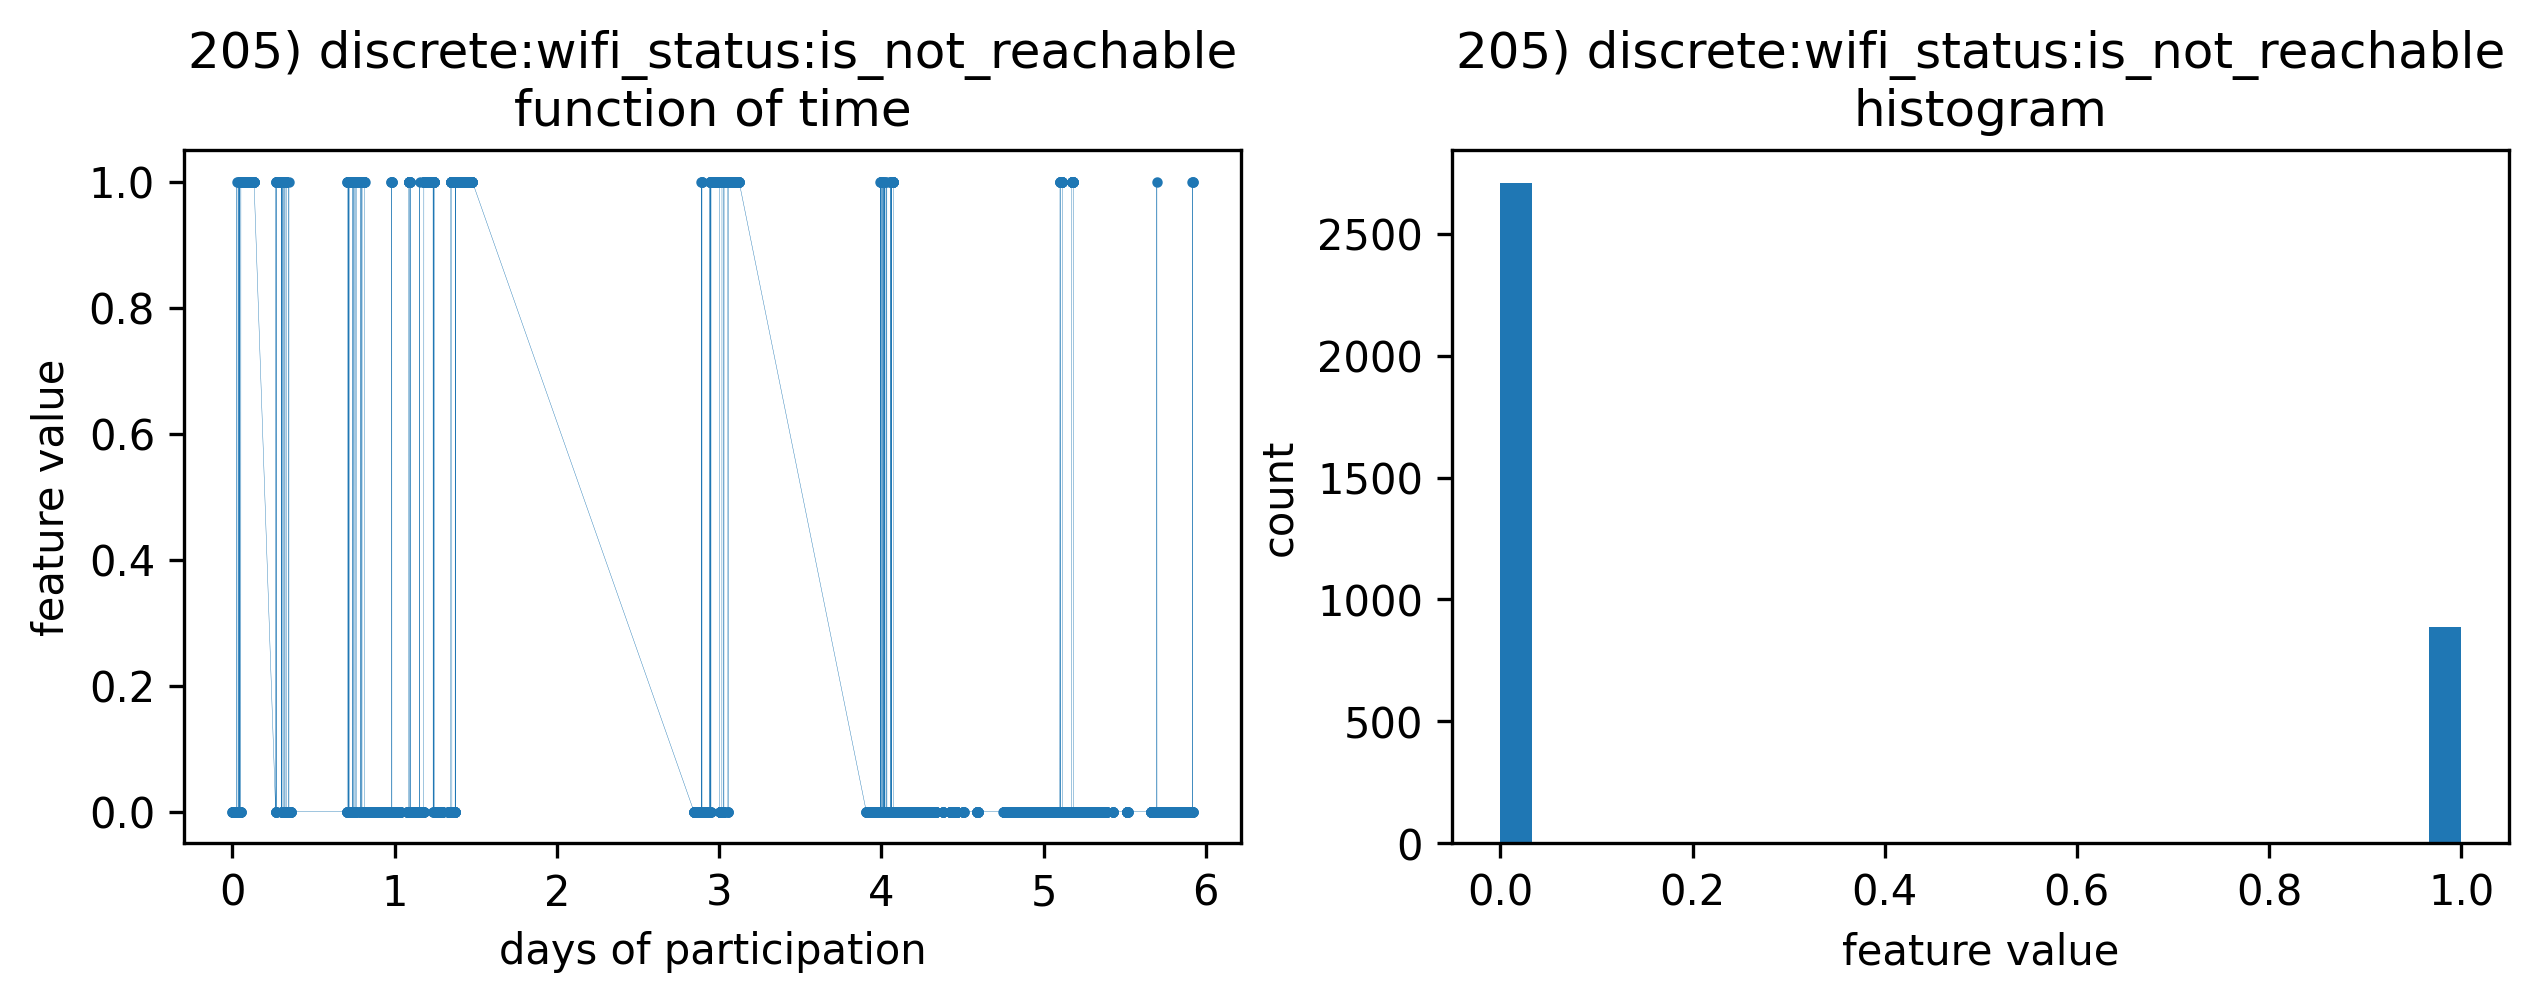 205) discrete:wifi_status:is_not_reachable
function of time
1.0
0.8
0.6
0.4
0.2
0.0
feature value
0 1 2 3 4 5 6
days of participation
205) discrete:wifi_status:is_not_reachable
histogram
2500
2000
1500
1000
500
0
count
0.0 0.2 0.4 0.6 0.8 1.0
feature value